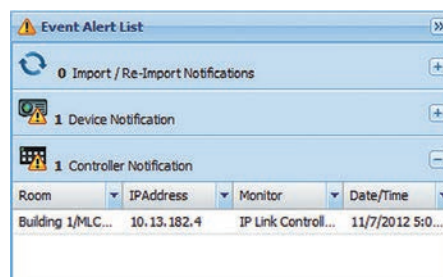 Event Alert List
0 Import / Re-Import Notifications
1 Device Notification
1 Controller Notification
Room IPAddress Monitor Date/Time
Building 1/MLC... 10.13.182.4 IP Link Controll... 11/7/2012 5:0...